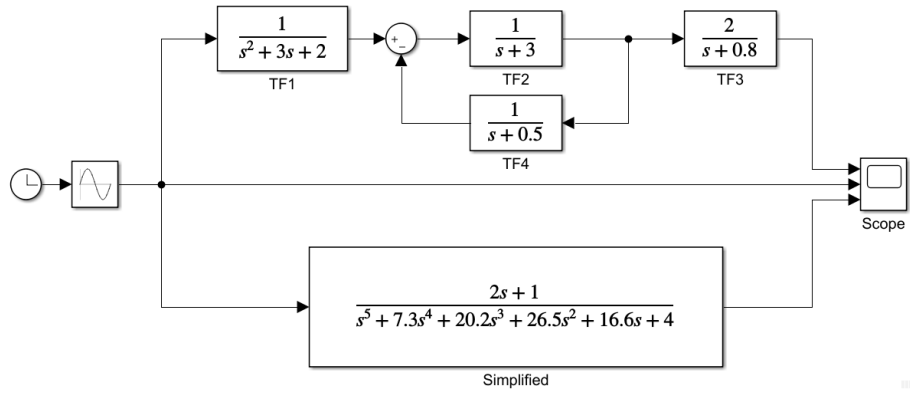 1
s² + 3s + 2
TF1
+
−
1
s + 3
TF2
2
s + 0.8
TF3
1
s + 0.5
TF4
Scope
2s + 1
s⁵ + 7.3s⁴ + 20.2s³ + 26.5s² + 16.6s + 4
Simplified